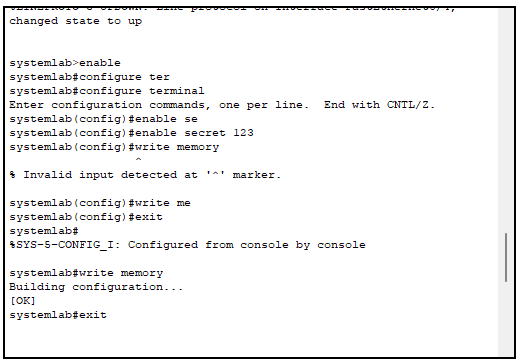 changed state to up
systemlab>enable
systemlab#configure ter
systemlab#configure terminal
Enter configuration commands, one per line.  End with CNTL/Z.
systemlab(config)#enable se
systemlab(config)#enable secret 123
systemlab(config)#write memory
^
% Invalid input detected at '^' marker.
systemlab(config)#write me
systemlab(config)#exit
systemlab#
%SYS-5-CONFIG_I: Configured from console by console
systemlab#write memory
Building configuration...
[OK]
systemlab#exit